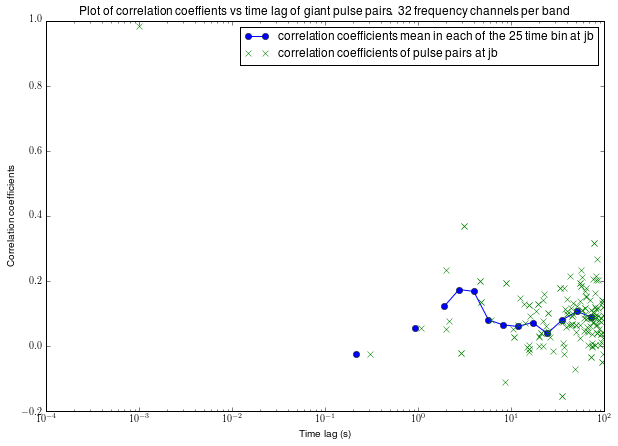 Plot of correlation coeffients vs time lag of giant pulse pairs. 32 frequency channels per band
correlation coefficients mean in each of the 25 time bin at jb
correlation coefficients of pulse pairs at jb
Correlation coefficients
1.0
0.8
0.6
0.4
0.2
0.0
−0.2
10⁻⁴ 10⁻³ 10⁻² 10⁻¹ 10⁰ 10¹ 10²
Time lag (s)